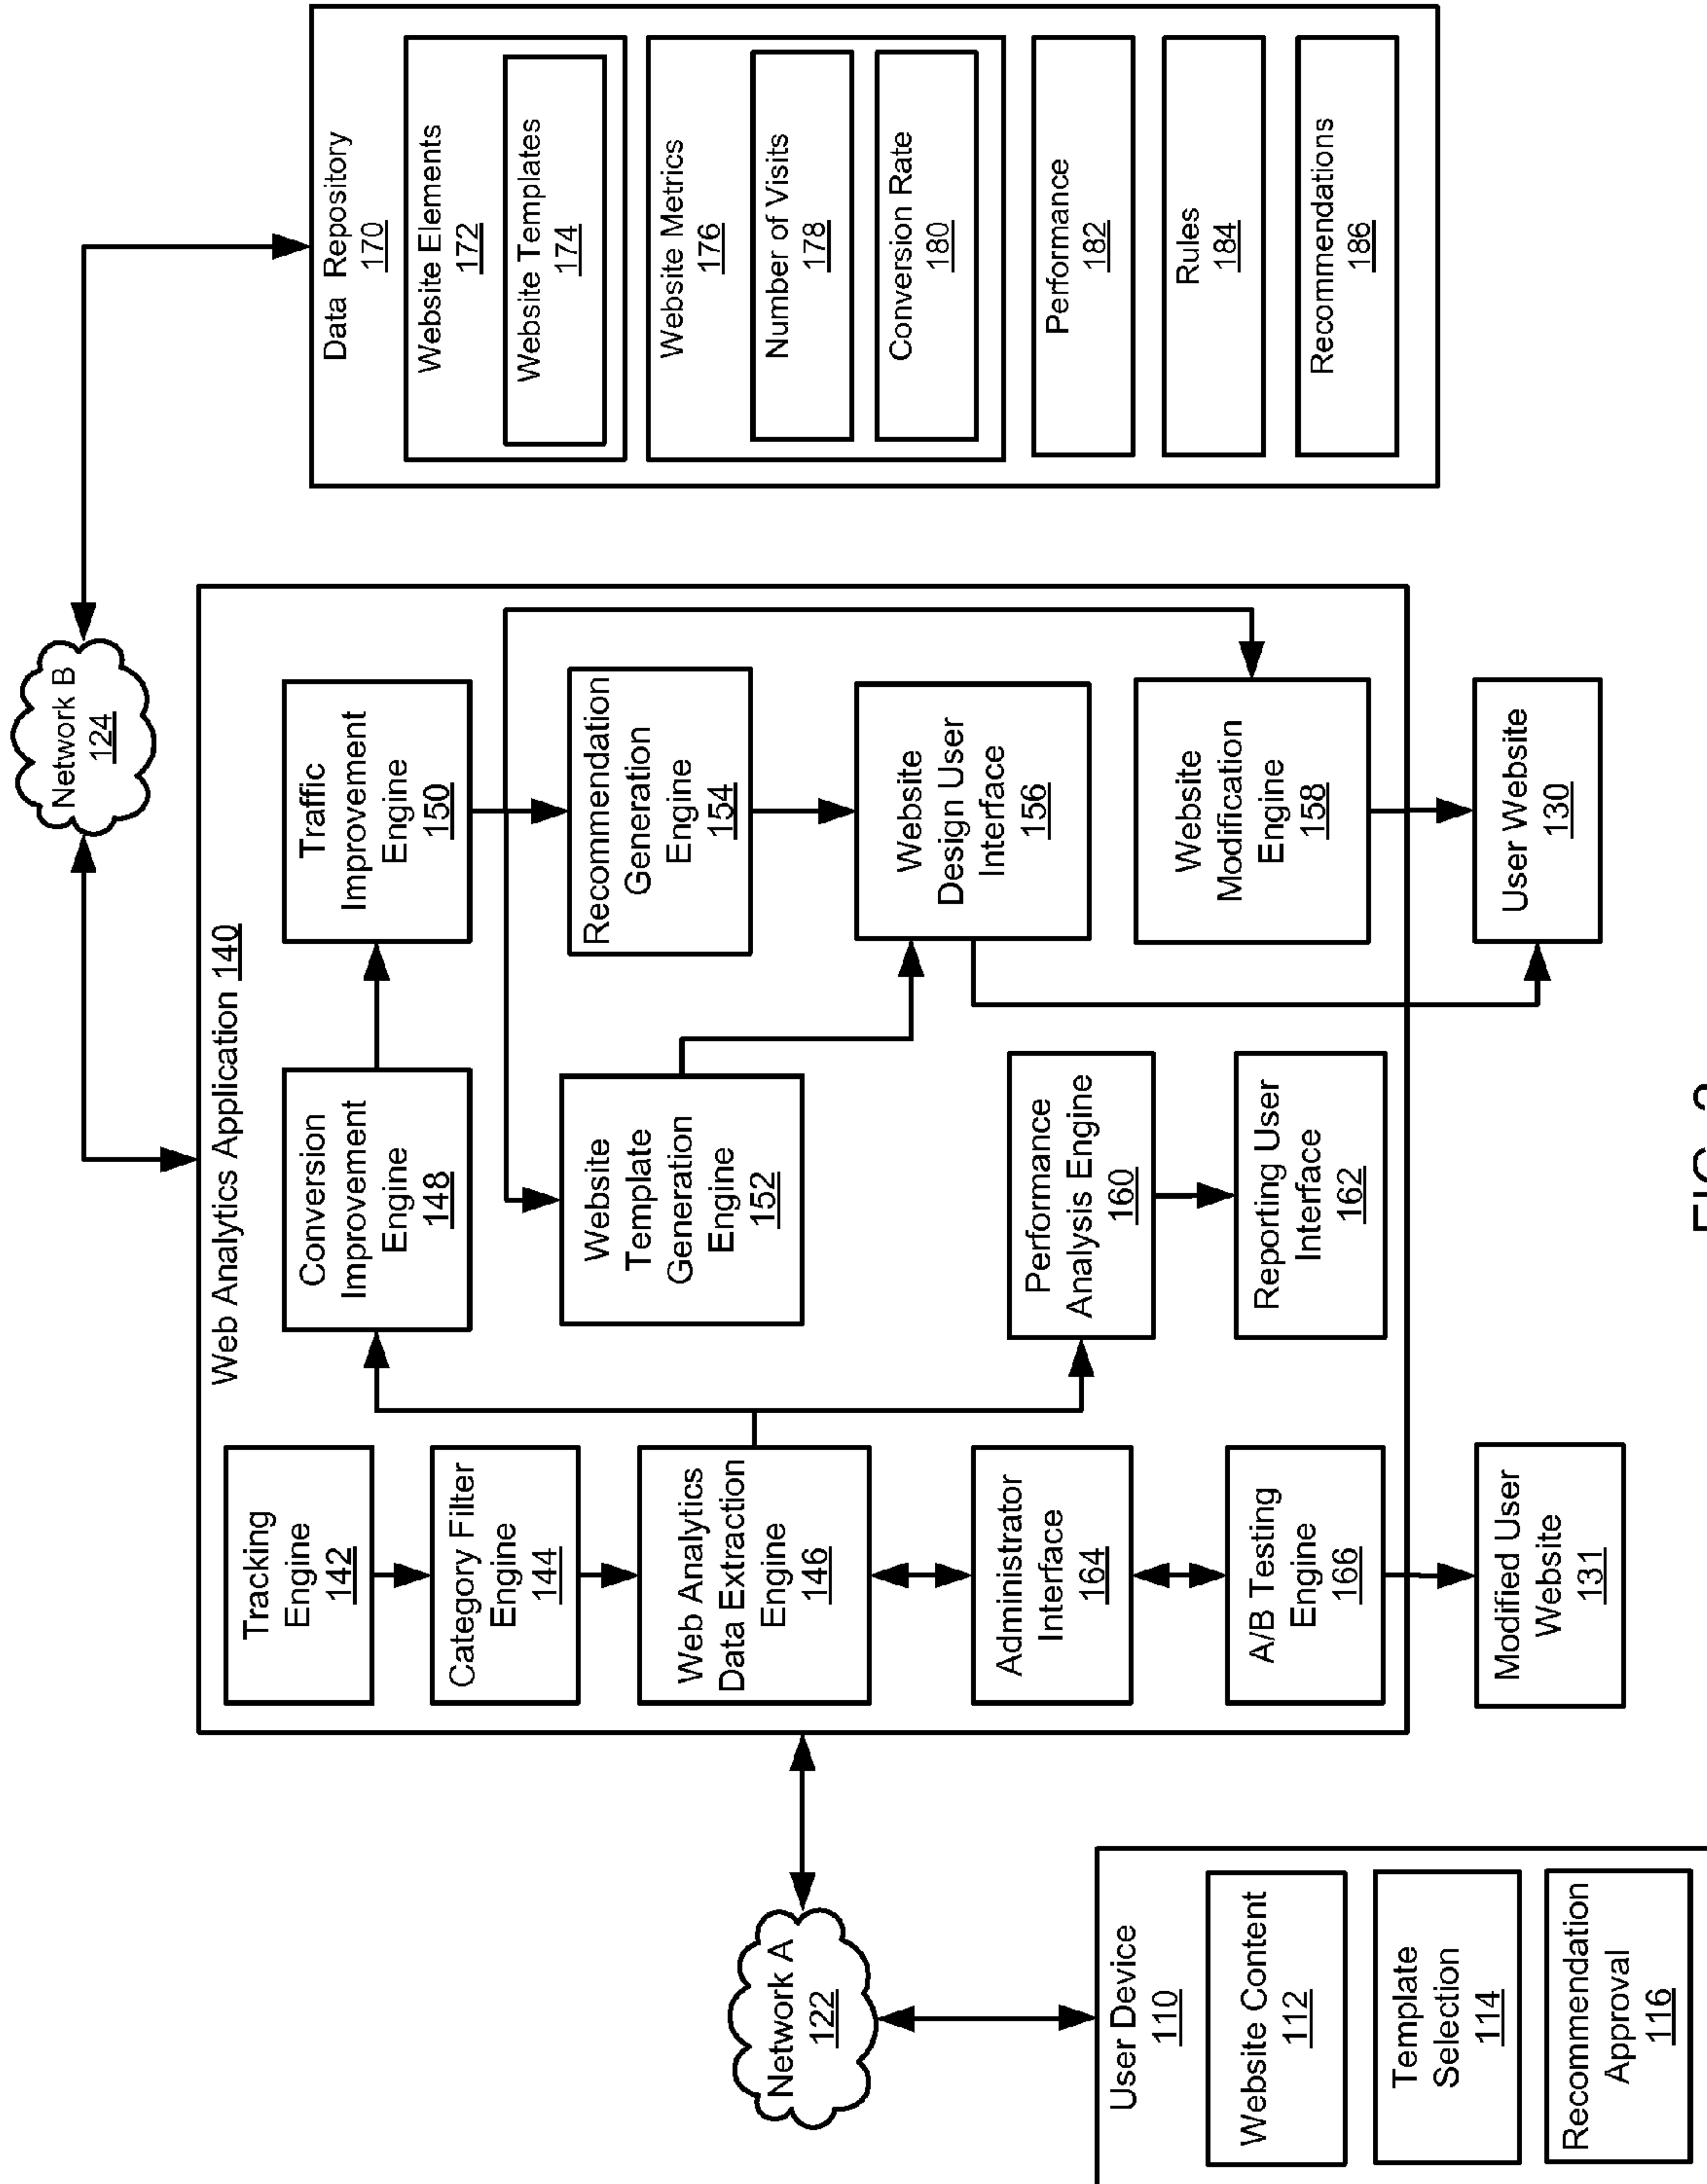 Network B
124
Web Analytics Application 140
Tracking
Engine
142
Category Filter
Engine
144
Web Analytics
Data Extraction
Engine
146
Administrator
Interface
164
A/B Testing
Engine
166
Modified User
Website
131
Conversion
Improvement
Engine
148
Website
Template
Generation
Engine
152
Performance
Analysis Engine
160
Reporting User
Interface
162
Traffic
Improvement
Engine
150
Recommendation
Generation
Engine
154
Website
Design User
Interface
156
Website
Modification
Engine
158
User Website
130
Data Repository
170
Website Elements
172
Website Templates
174
Website Metrics
176
Number of Visits
178
Conversion Rate
180
Performance
182
Rules
184
Recommendations
186
Network A
122
User Device
110
Website Content
112
Template
Selection
114
Recommendation
Approval
116
FIG.